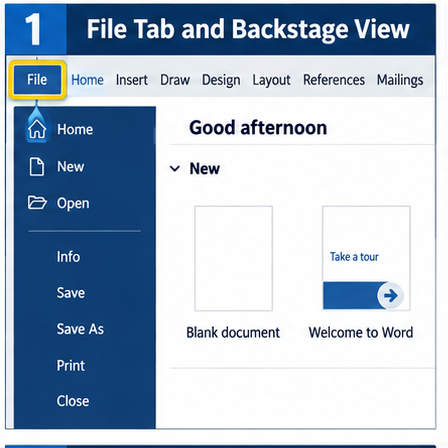 1
File Tab and Backstage View
File Home Insert Draw Design Layout References Mailings
Home
New
Open
Info
Save
Save As
Print
Close
Good afternoon
New
Take a tour
Blank document
Welcome to Word